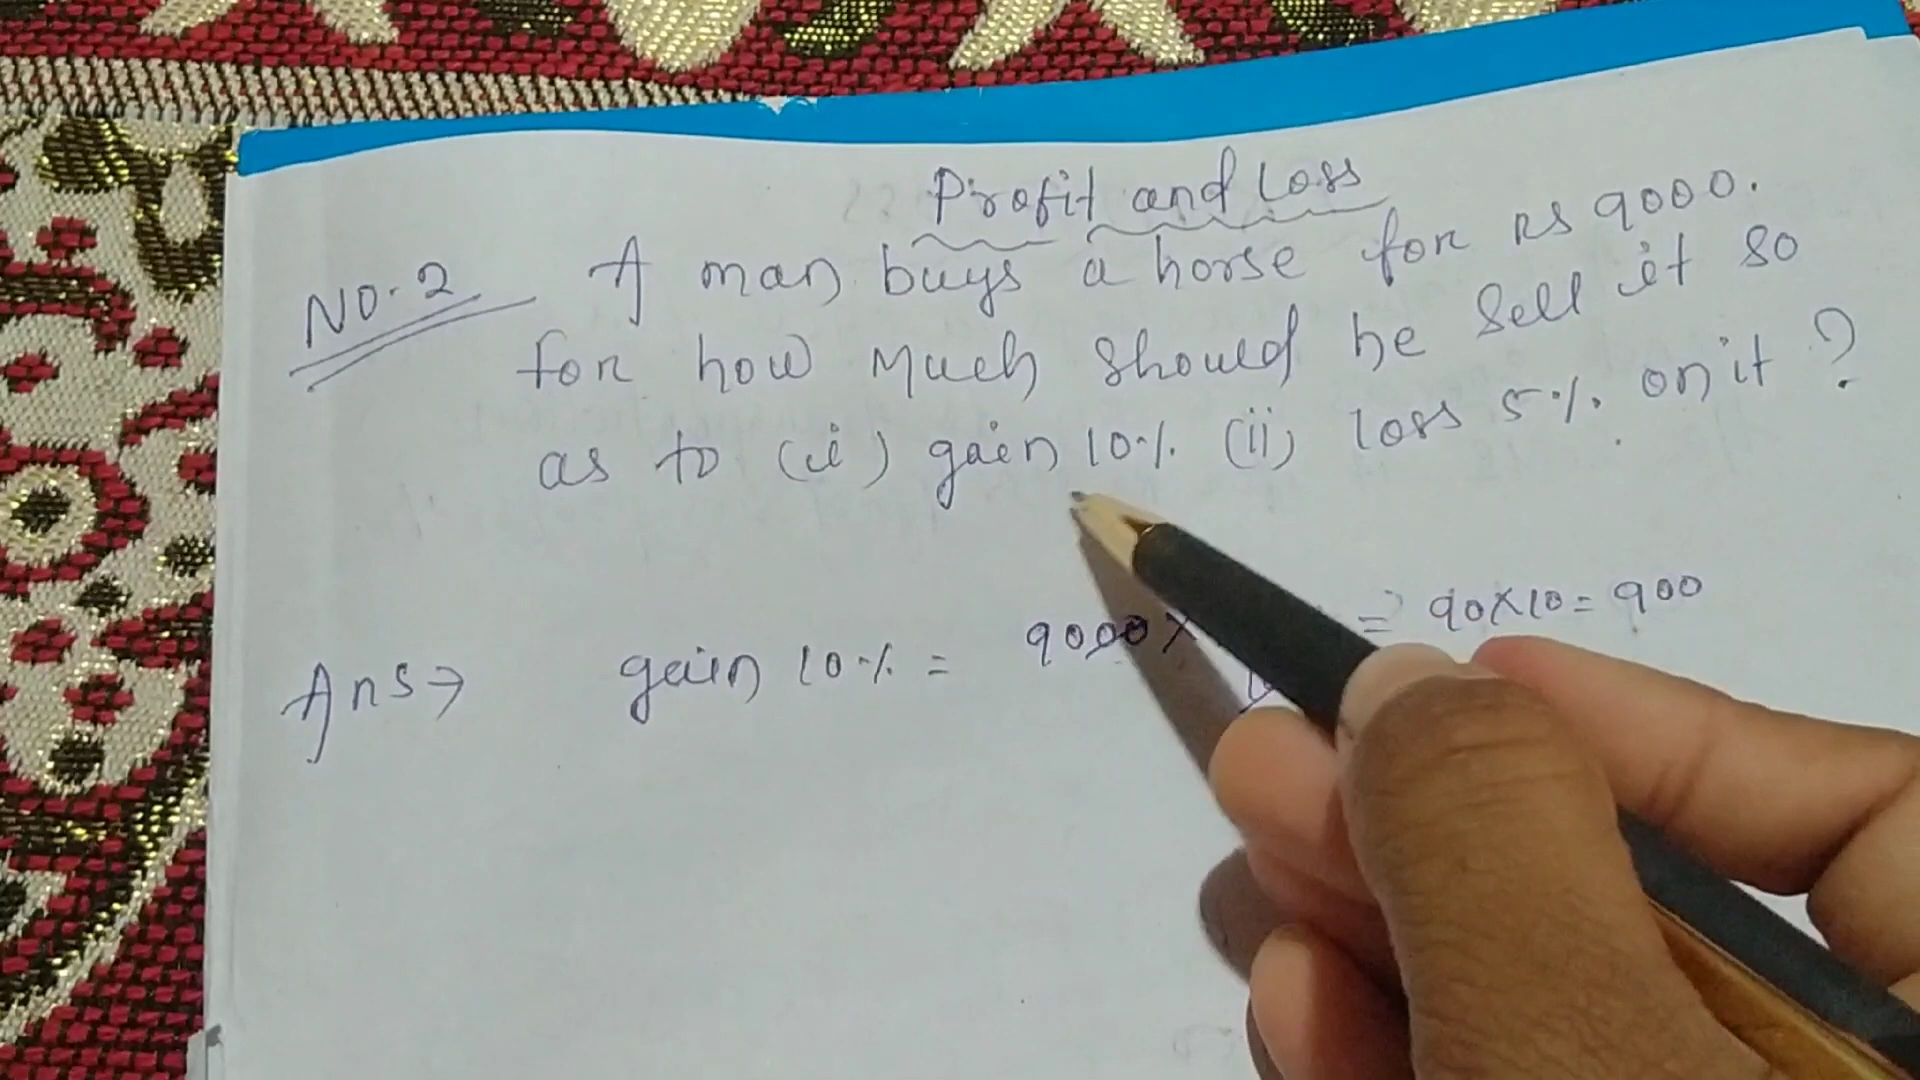 Profit and Loss
NO.2 A man buys a horse for Rs 9000.
for how much should he sell it so
as to (i) gain 10% (ii) loss 5% on it?
Ans→ gain 10% = 9000 × = 90×10 = 900